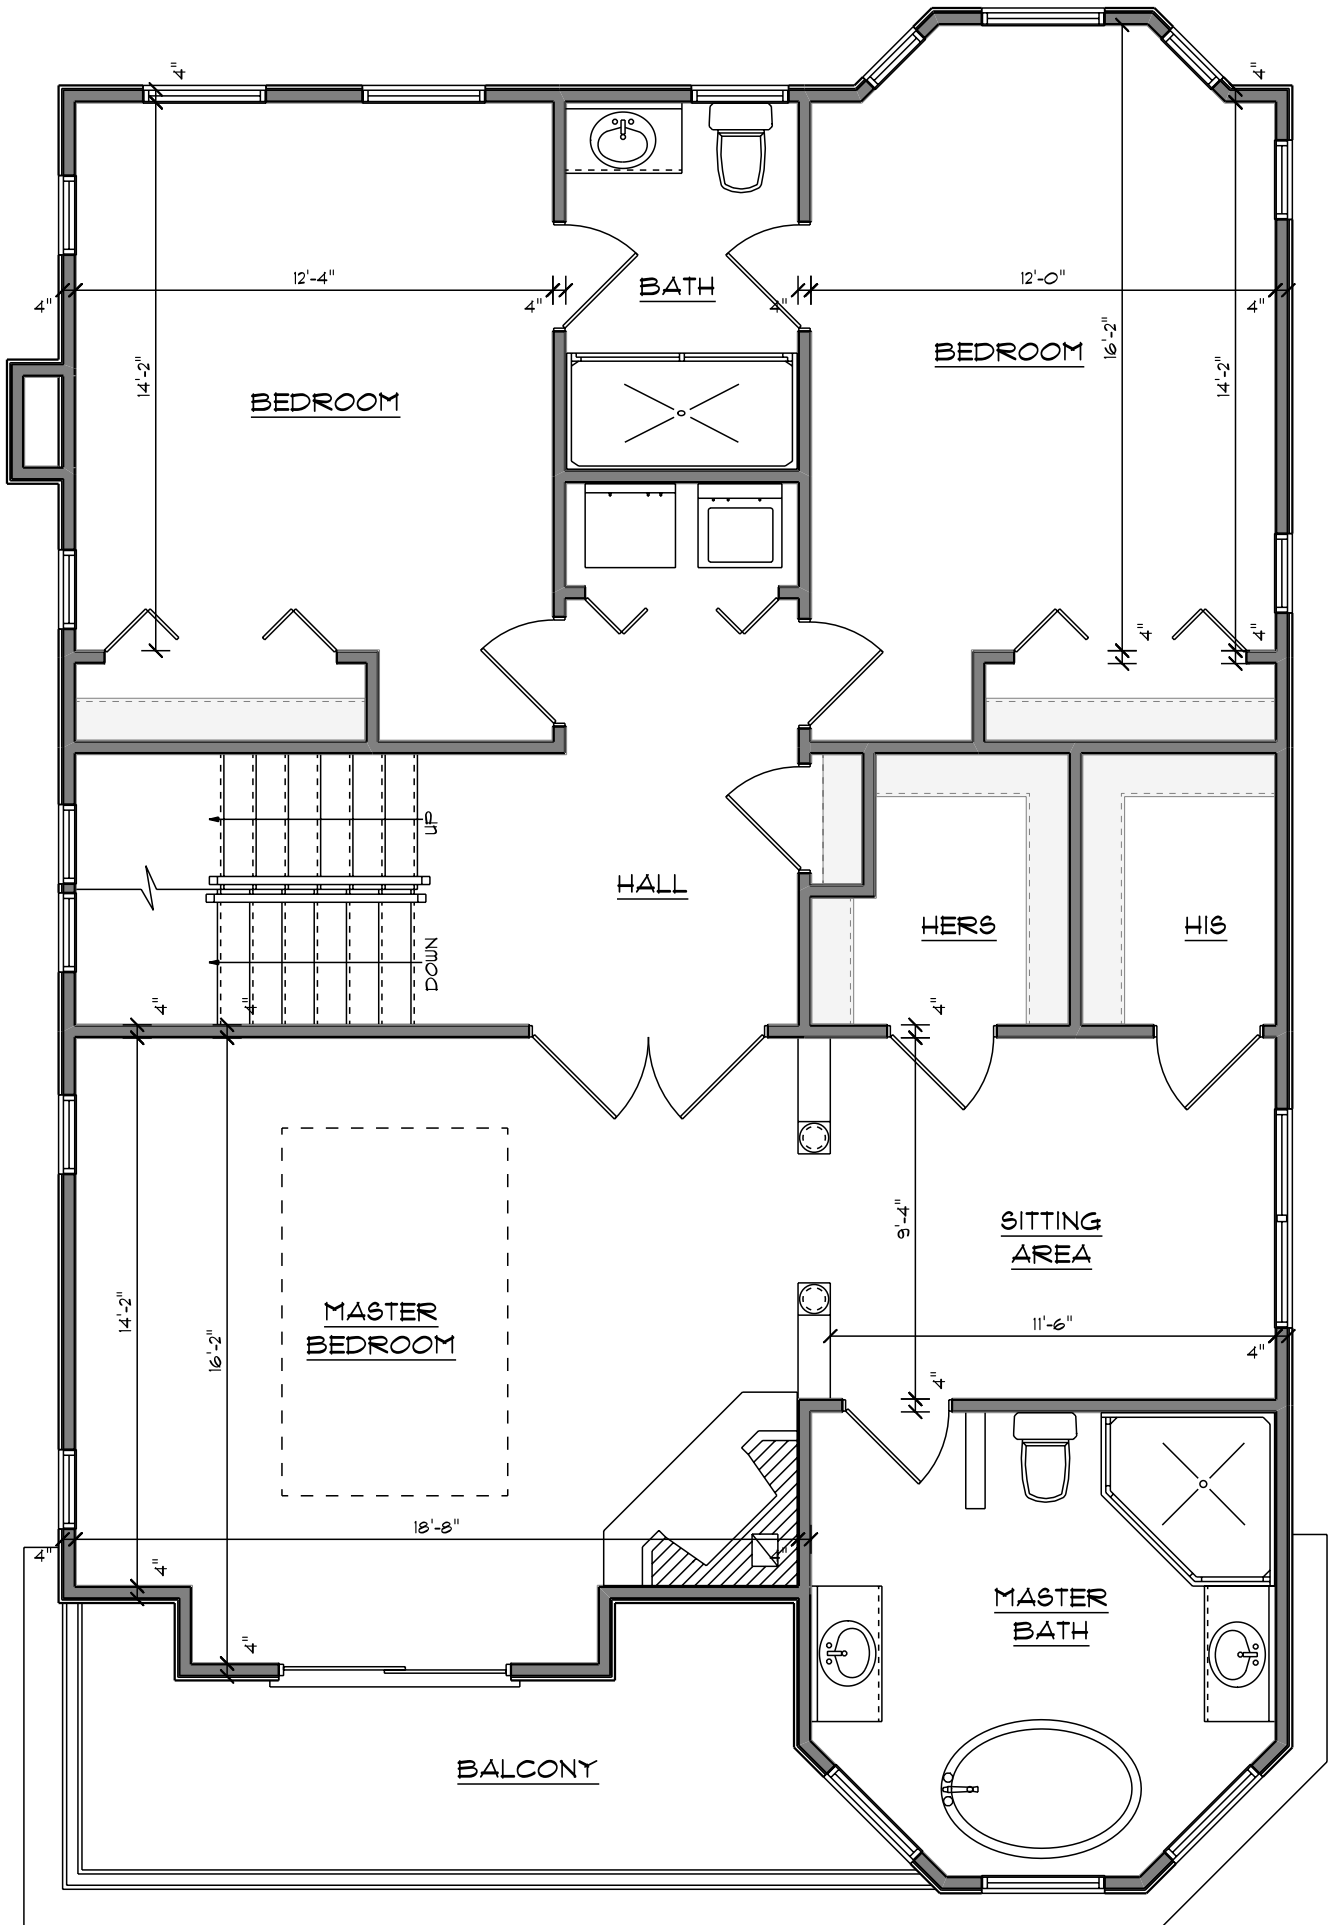 4"
4"
12'-4"
12'-0"
4"
4"
BATH
4"
4"
14'-2"
BEDROOM
BEDROOM
16'-2"
14'-2"
4"
4"
UP
HALL
HERS
HIS
DOWN
4"
4"
4"
9'-4"
SITTING
AREA
14'-2"
MASTER
BEDROOM
16'-2"
11'-6"
4"
4"
18'-8"
4"
4"
4"
MASTER
BATH
4"
BALCONY